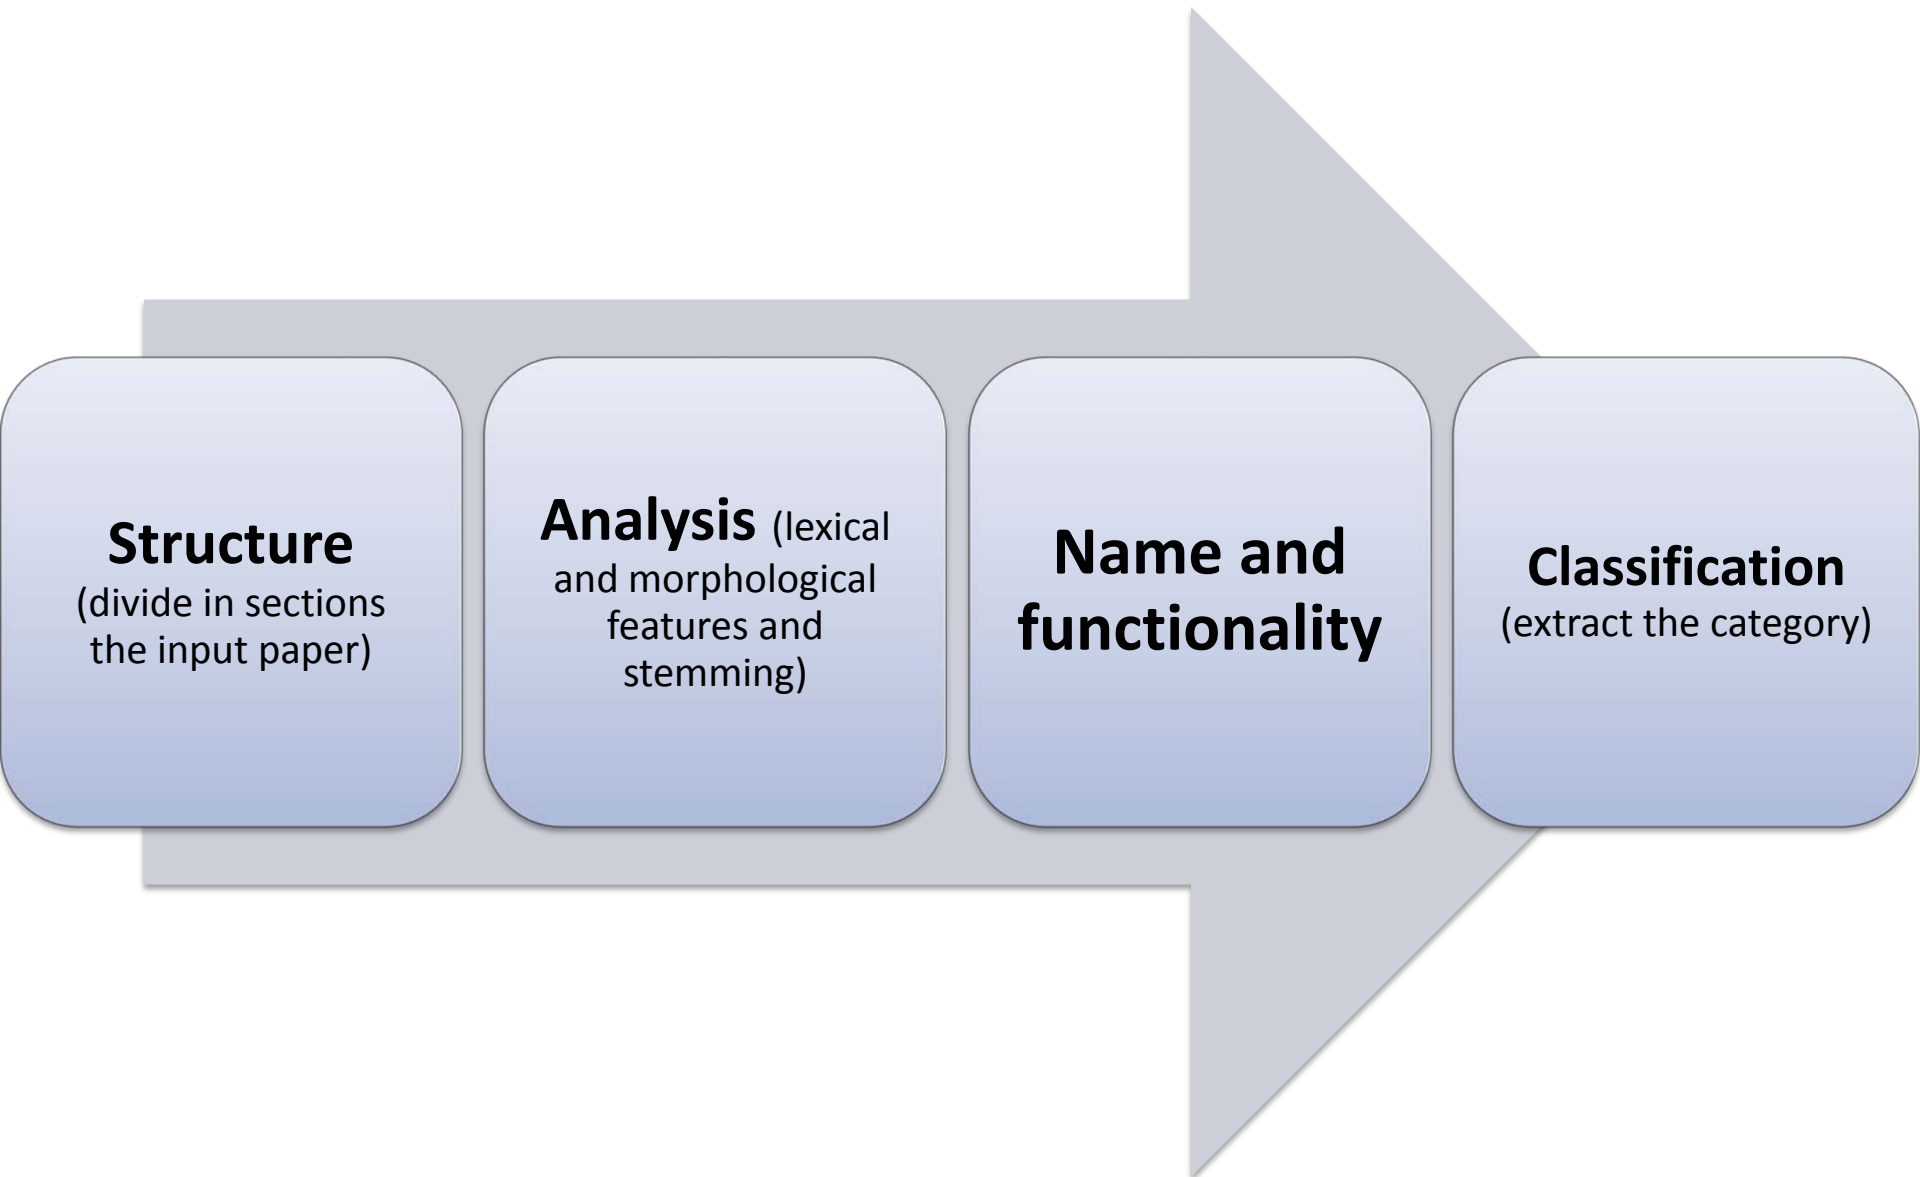 Structure
(divide in sections
the input paper)
Analysis (lexical
and morphological
features and
stemming)
Name and
functionality
Classification
(extract the category)